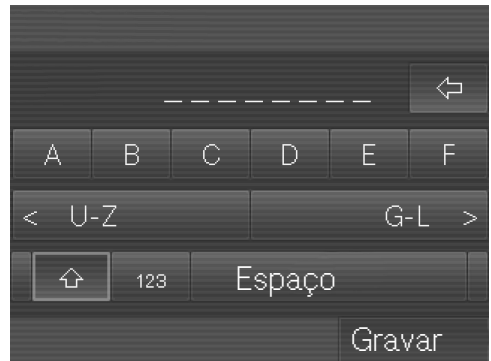 _ _ _ _ _ _ _ _ _
A B C D E F
< U-Z G-L >
123 Espaço
Gravar